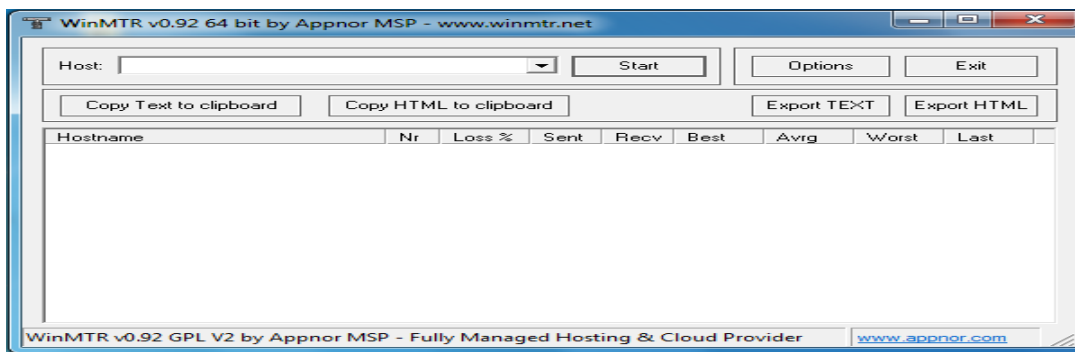 WinMTR v0.92 64 bit by Appnor MSP - www.winmtr.net
Host: Start Options Exit
Copy Text to clipboard Copy HTML to clipboard Export TEXT Export HTML
Hostname Nr Loss % Sent Recv Best Avrg Worst Last
WinMTR v0.92 GPL V2 by Appnor MSP - Fully Managed Hosting & Cloud Provider www.appnor.com